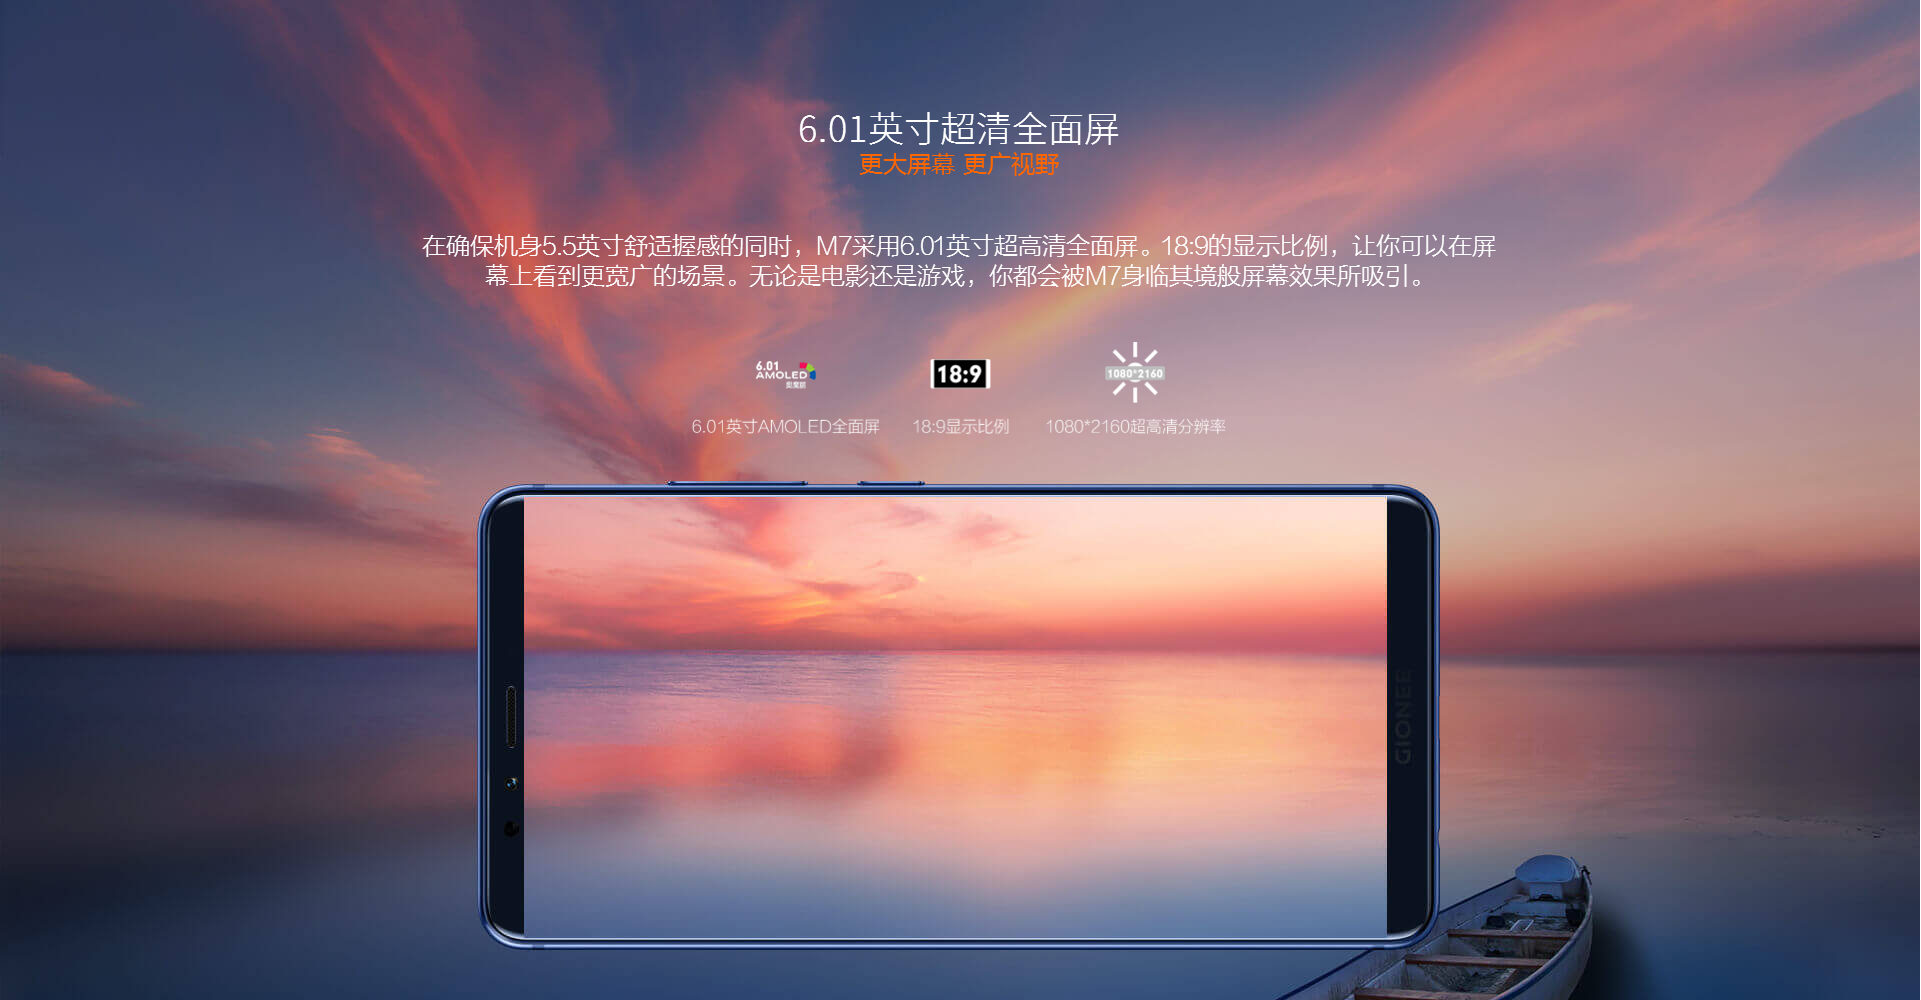 6.01英寸超清全面屏
更大屏幕 更广视野
在确保机身5.5英寸舒适握感的同时，M7采用6.01英寸超高清全面屏。18:9的显示比例，让你可以在屏
幕上看到更宽广的场景。无论是电影还是游戏，你都会被M7身临其境般屏幕效果所吸引。
6.01
AMOLED
18:9
1080*2160
6.01英寸AMOLED全面屏
18:9显示比例
1080*2160超高清分辨率
GIONEE